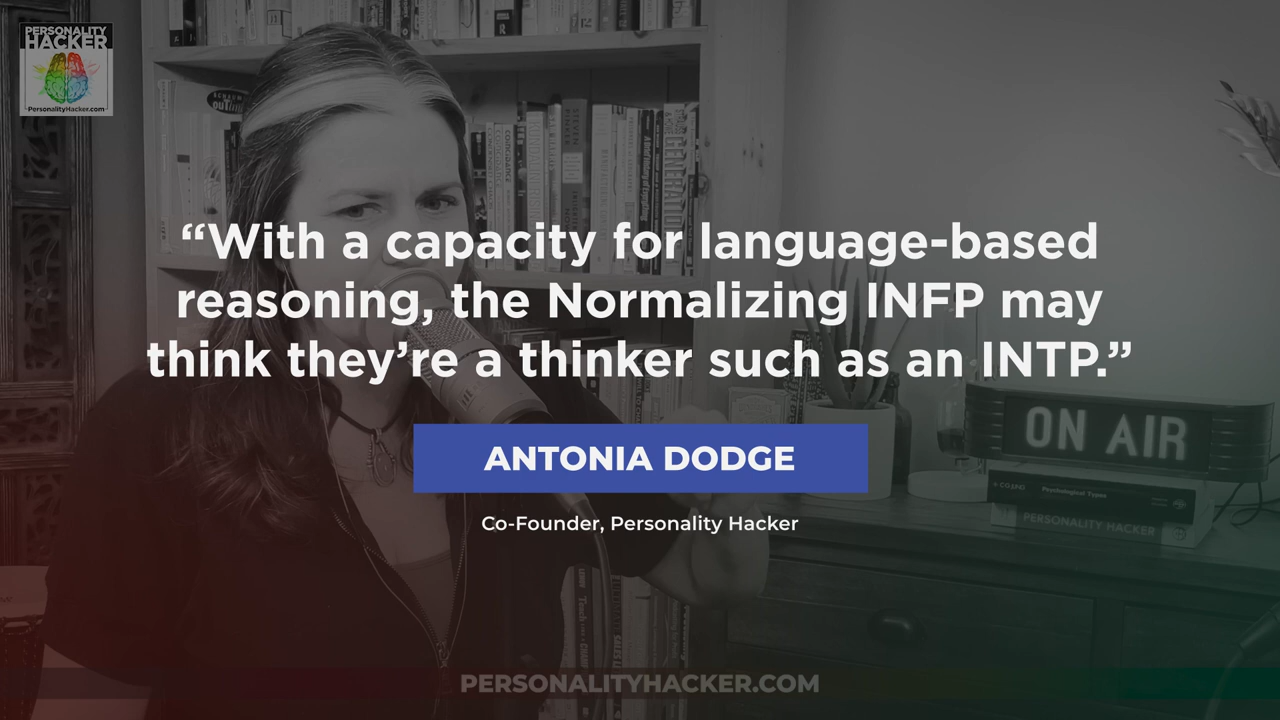 PERSONALITY
HACKER
PersonalityHacker.com
“With a capacity for language-based
reasoning, the Normalizing INFP may
think they’re a thinker such as an INTP.”
ANTONIA DODGE
Co-Founder, Personality Hacker
ON AIR
Psychological Types
PERSONALITY HACKER
PERSONALITYHACKER.COM